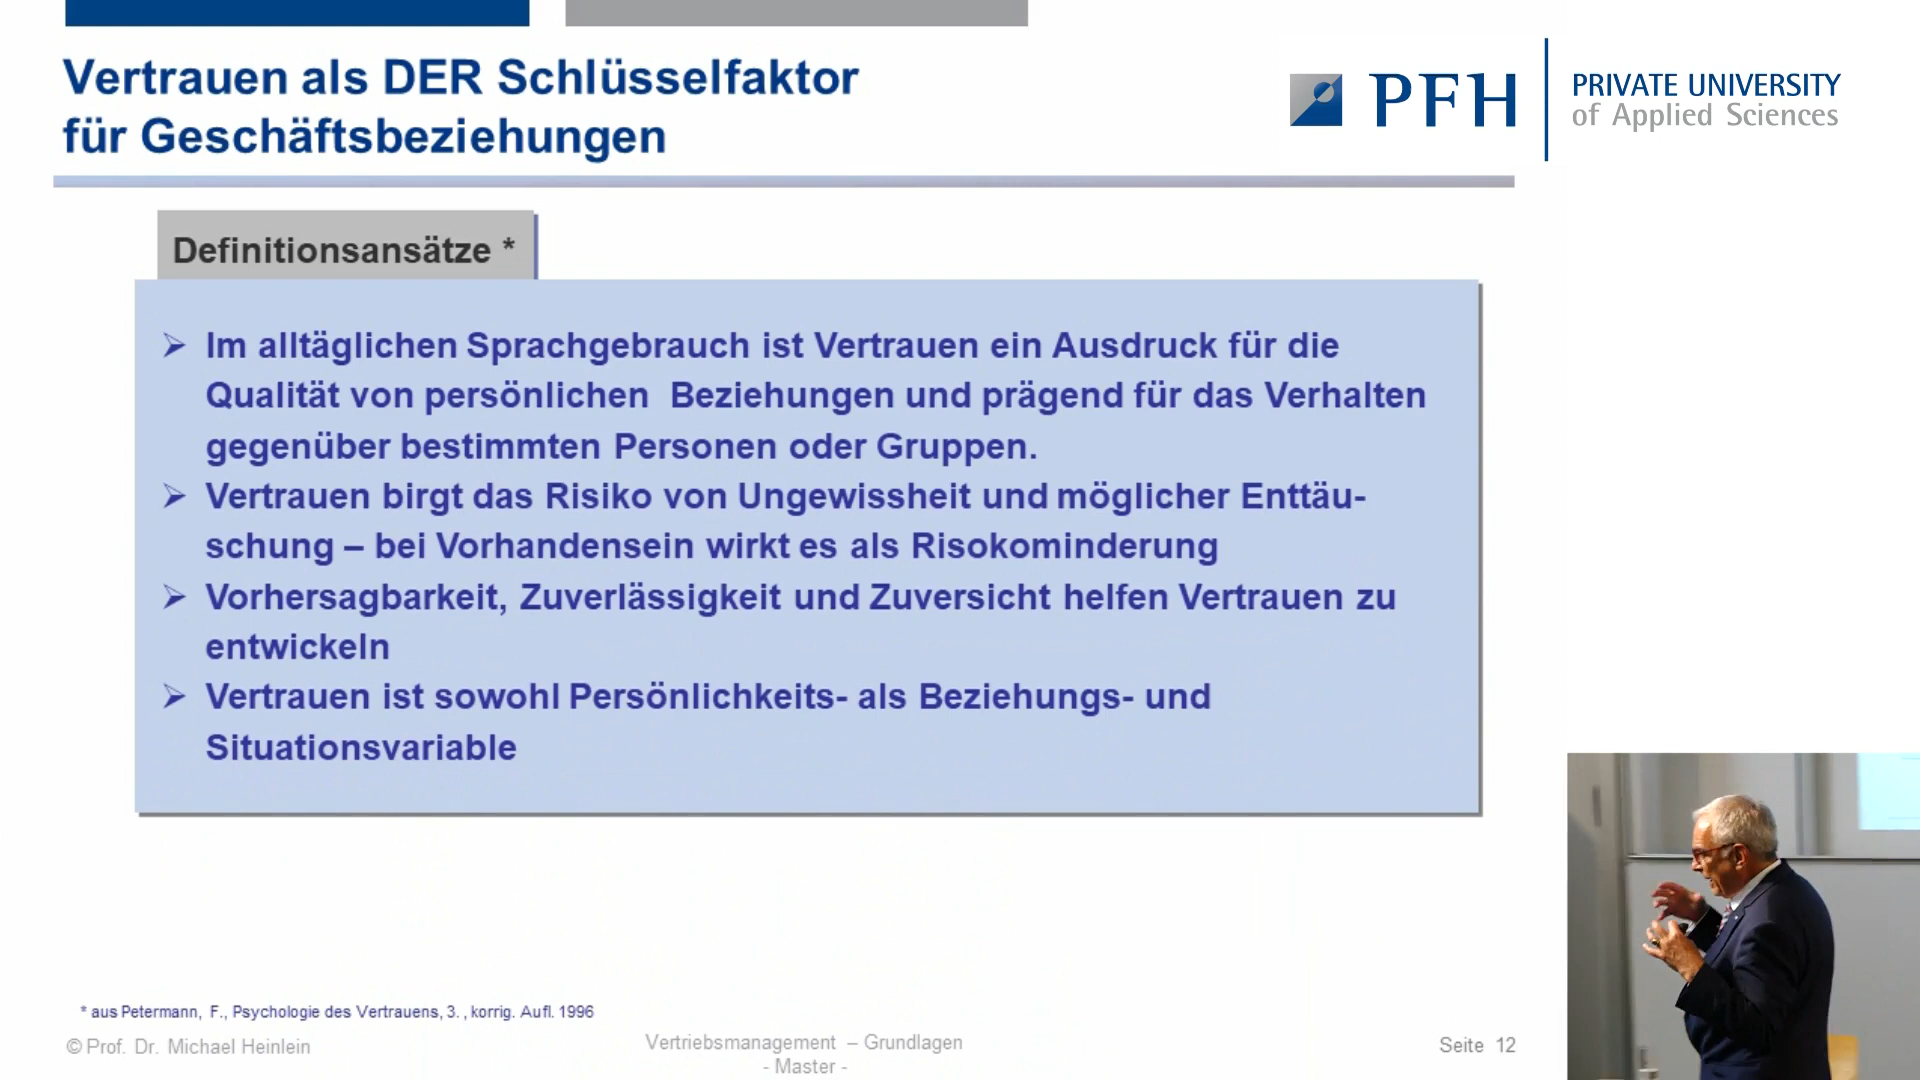 Vertrauen als DER Schlüsselfaktor
für Geschäftsbeziehungen
PFH
PRIVATE UNIVERSITY
of Applied Sciences
Definitionsansätze *
➢ Im alltäglichen Sprachgebrauch ist Vertrauen ein Ausdruck für die
Qualität von persönlichen Beziehungen und prägend für das Verhalten
gegenüber bestimmten Personen oder Gruppen.
➢ Vertrauen birgt das Risiko von Ungewissheit und möglicher Enttäu-
schung – bei Vorhandensein wirkt es als Risokominderung
➢ Vorhersagbarkeit, Zuverlässigkeit und Zuversicht helfen Vertrauen zu
entwickeln
➢ Vertrauen ist sowohl Persönlichkeits- als Beziehungs- und
Situationsvariable
* aus Petermann, F., Psychologie des Vertrauens, 3., korrig. Aufl. 1996
© Prof. Dr. Michael Heinlein
Vertriebsmanagement – Grundlagen
- Master -
Seite 12